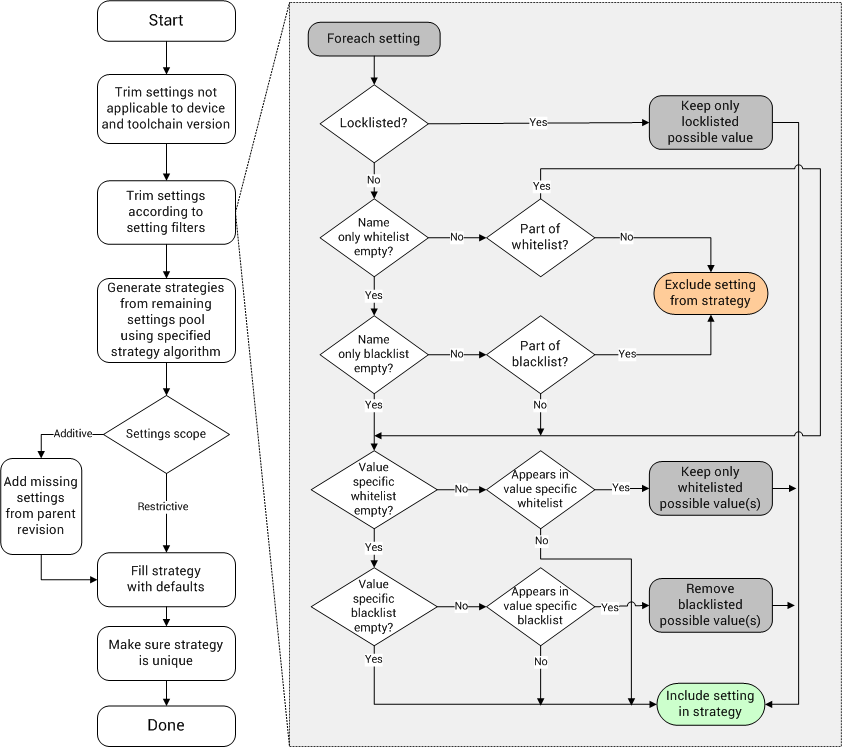 Start
Trim settings not
applicable to device
and toolchain version
Trim settings
according to
setting filters
Generate strategies
from remaining
settings pool
using specified
strategy algorithm
Settings scope
Additive
Add missing
settings
from parent
revision
Restrictive
Fill strategy
with defaults
Make sure strategy
is unique
Done
Foreach setting
Locklisted?
Yes
Keep only
locklisted
possible value
No
Name
only whitelist
empty?
No
Part of
whitelist?
Yes
No
Exclude setting
from strategy
Yes
Name
only blacklist
empty?
No
Part of
blacklist?
Yes
No
Yes
Value
specific
whitelist
empty?
No
Appears in
value specific
whitelist
Yes
Keep only
whitelisted
possible value(s)
No
Yes
Value
specific
blacklist
empty?
No
Appears in
value specific
blacklist
Yes
Remove
blacklisted
possible value(s)
No
Yes
Include setting
in strategy